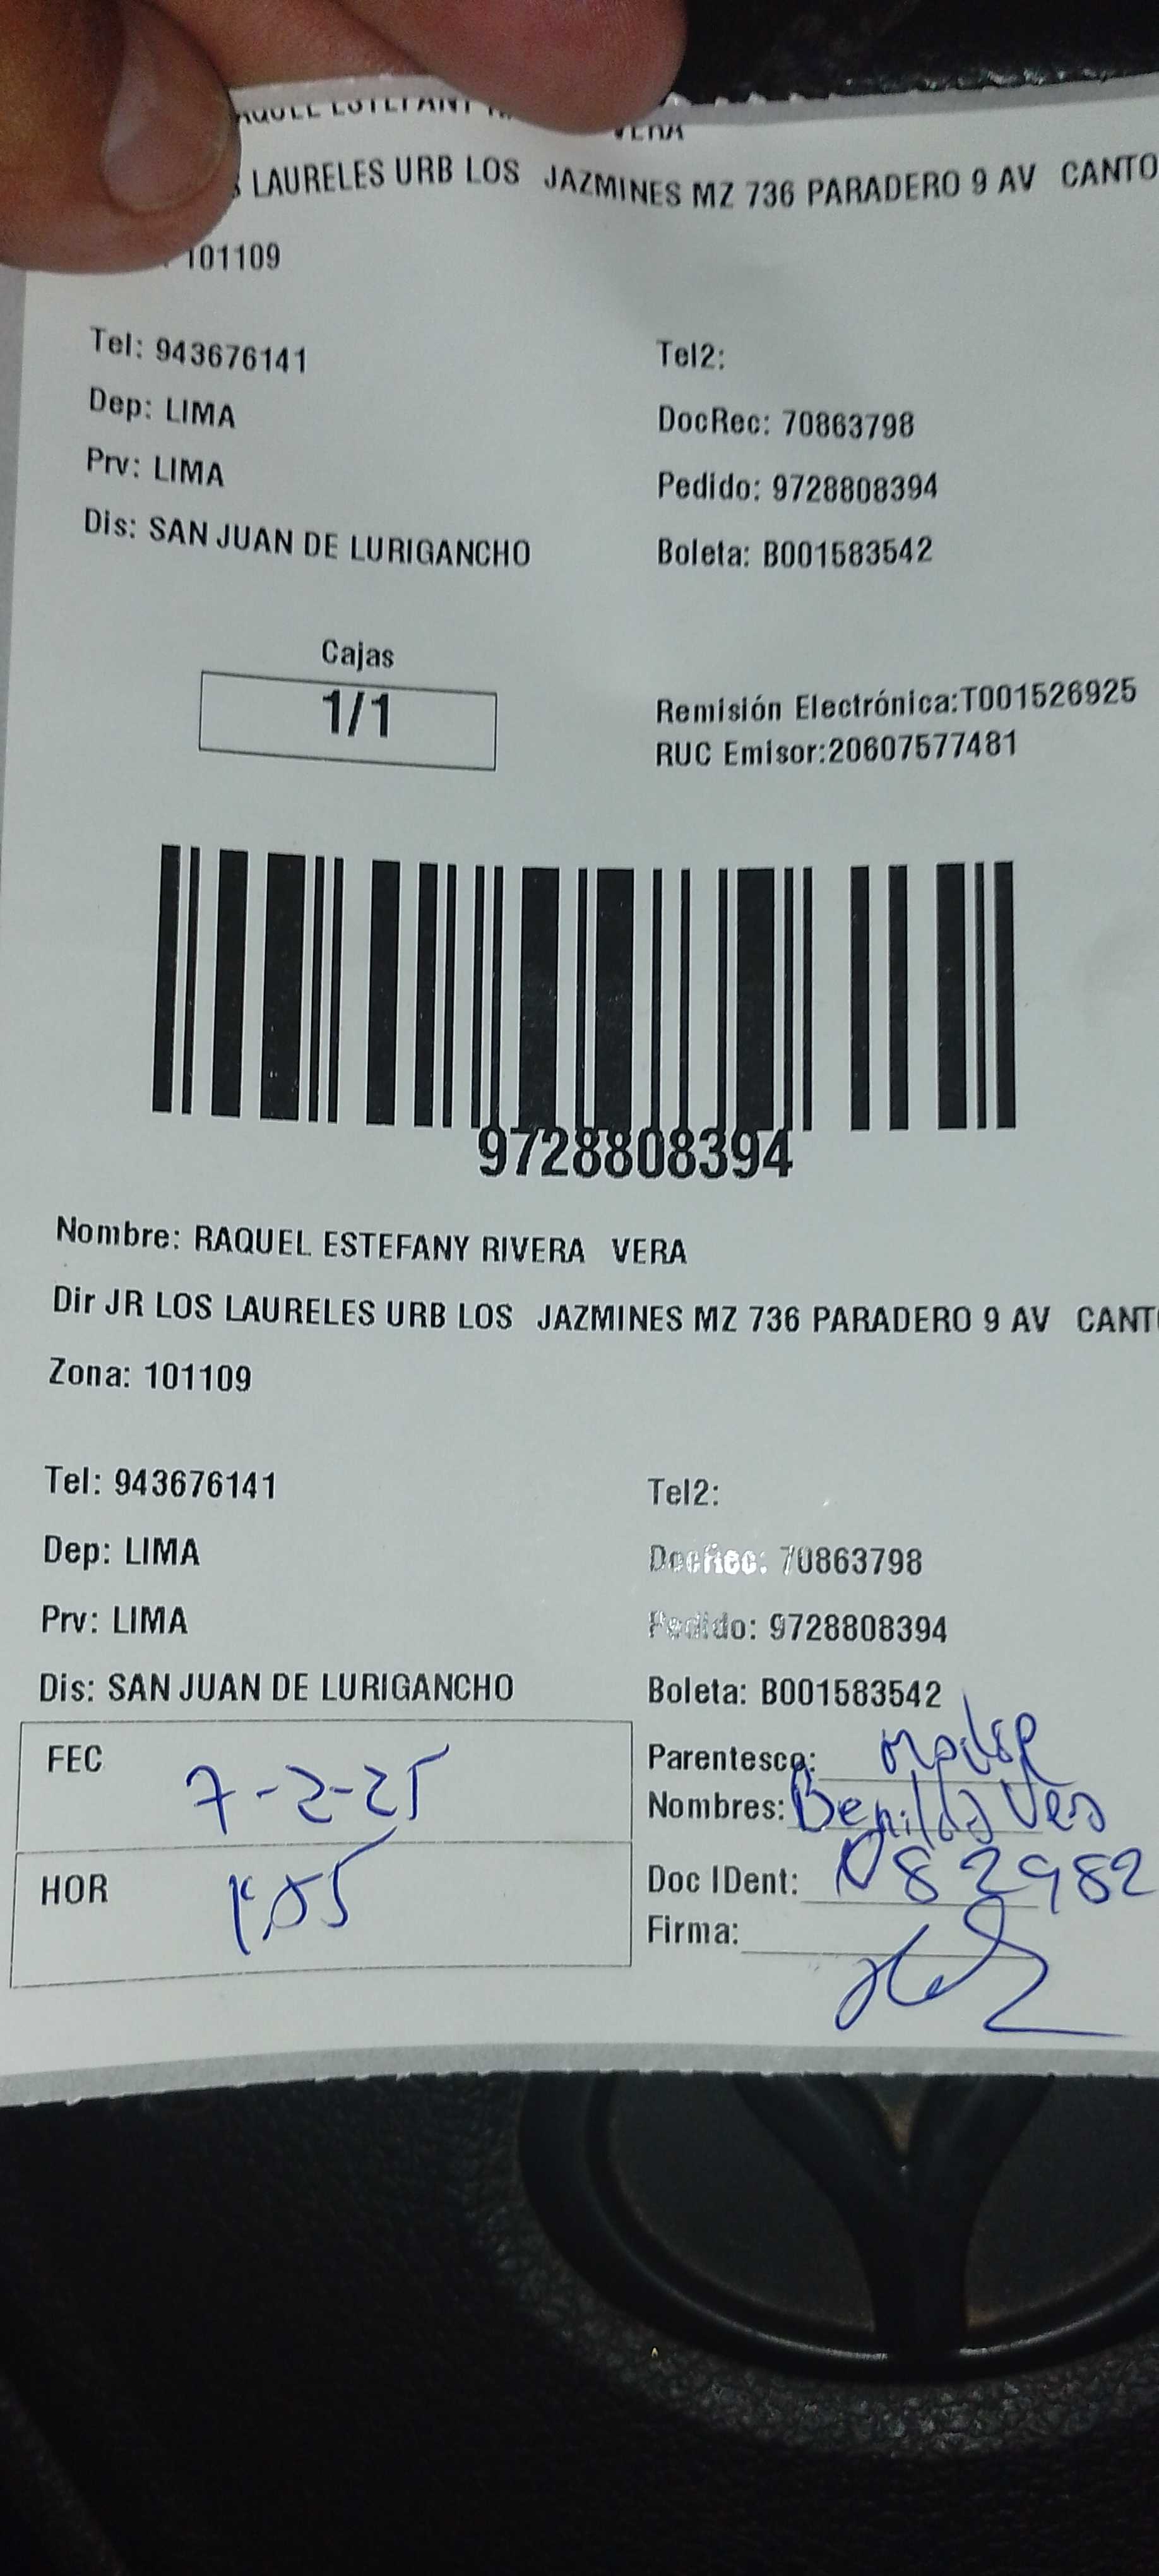 LAURELES URB LOS JAZMINES MZ 736 PARADERO 9 AV CANTO
101109
Tel: 943676141 Tel2:
Dep: LIMA DocRec: 70863798
Prv: LIMA Pedido: 9728808394
Dis: SAN JUAN DE LURIGANCHO Boleta: B001583542
Cajas
1/1
Remisión Electrónica:T001526925
RUC Emisor:20607577481
9728808394
Nombre: RAQUEL ESTEFANY RIVERA VERA
Dir JR LOS LAURELES URB LOS JAZMINES MZ 736 PARADERO 9 AV CANT
Zona: 101109
Tel: 943676141 Tel2:
Dep: LIMA DocRec: 70863798
Prv: LIMA Pedido: 9728808394
Dis: SAN JUAN DE LURIGANCHO Boleta: B001583542
FEC 7-2-25
HOR
Parentesco:
Nombres: Benilda
Doc IDent: 82982
Firma: